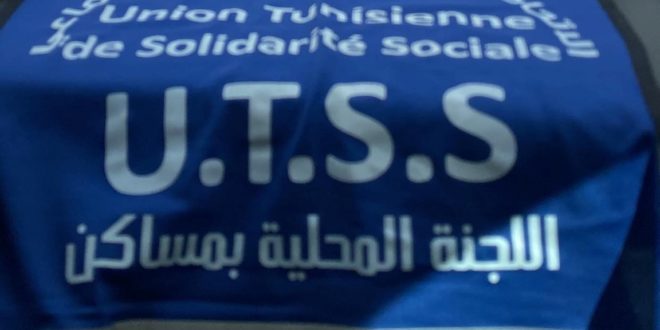 Union Tunisienne
de Solidarité Sociale
U.T.S.S
اللجنة المحلية بمساكن